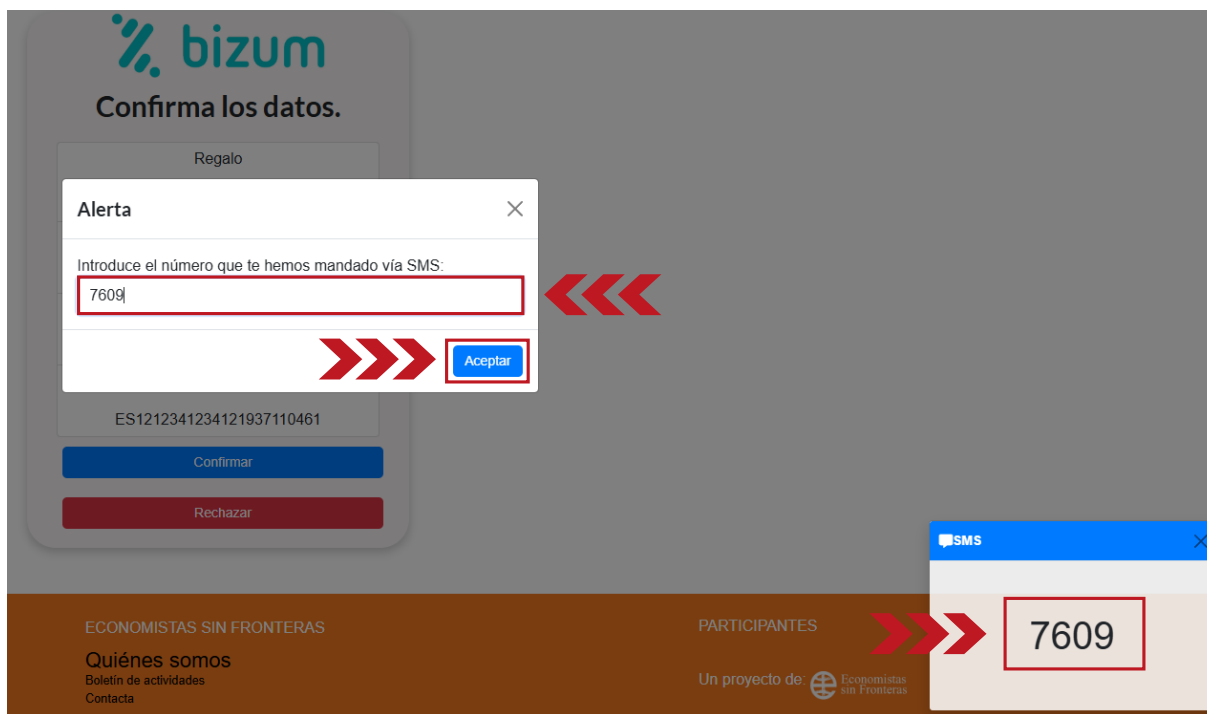 bizum
Confirma los datos.
Regalo
Alerta
Introduce el número que te hemos mandado vía SMS:
7609
Aceptar
ES1212341234121937110461
Confirmar
Rechazar
SMS
7609
ECONOMISTAS SIN FRONTERAS
Quiénes somos
Boletín de actividades
Contacta
PARTICIPANTES
Un proyecto de:
Economistas
sin Fronteras